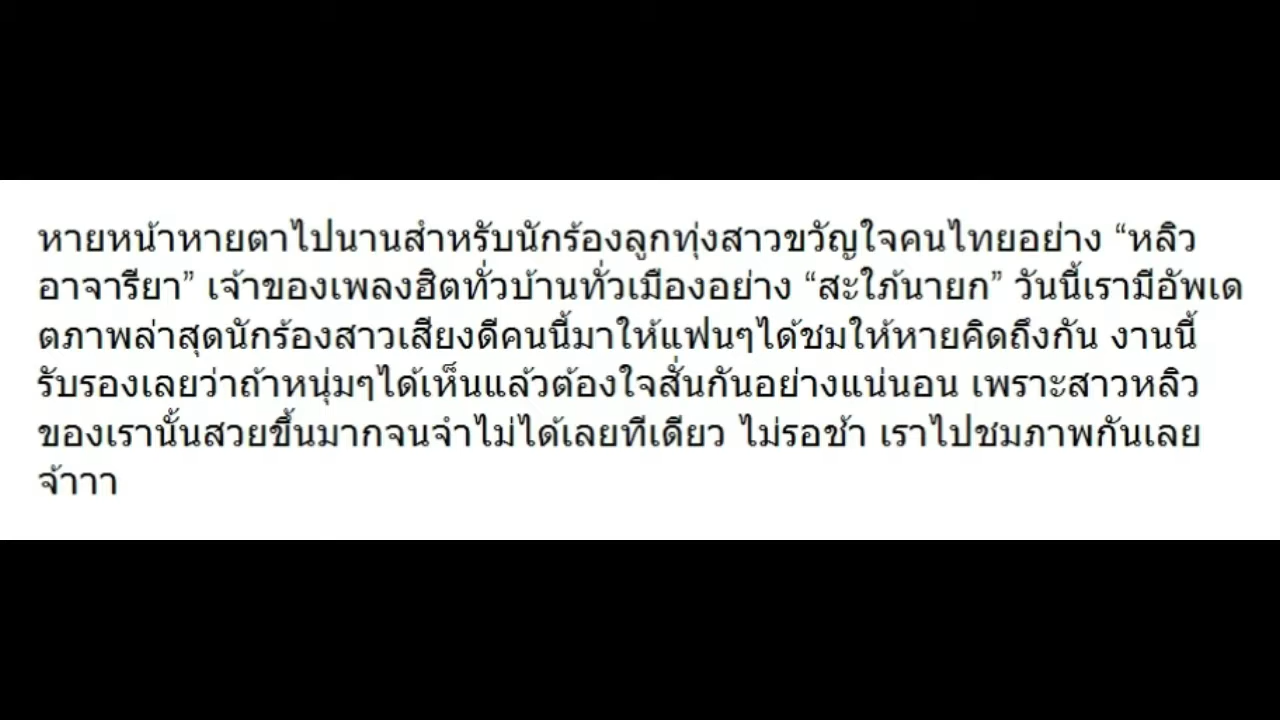 หายหน้าหายตาไปนานสำหรับนักร้องลูกทุ่งสาวขวัญใจคนไทยอย่าง “หลิว
อาจารียา” เจ้าของเพลงฮิตทั่วบ้านทั่วเมืองอย่าง “สะใภ้นายก” วันนี้เรามีอัพเด
ตภาพล่าสุดนักร้องสาวเสียงดีคนนี้มาให้แฟนๆได้ชมให้หายคิดถึงกัน งานนี้
รับรองเลยว่าถ้าหนุ่มๆได้เห็นแล้วต้องใจสั่นกันอย่างแน่นอน เพราะสาวหลิว
ของเรานั้นสวยขึ้นมากจนจำไม่ได้เลยทีเดียว ไม่รอช้า เราไปชมภาพกันเลย
จ้าาา